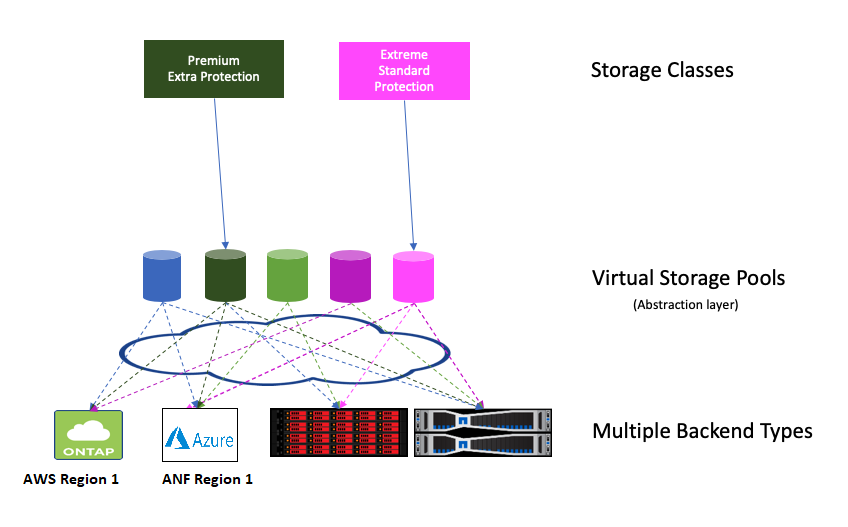 Premium
Extra Protection
Extreme
Standard
Protection
Storage Classes
Virtual Storage Pools
(Abstraction layer)
ONTAP
Azure
Multiple Backend Types
AWS Region 1
ANF Region 1